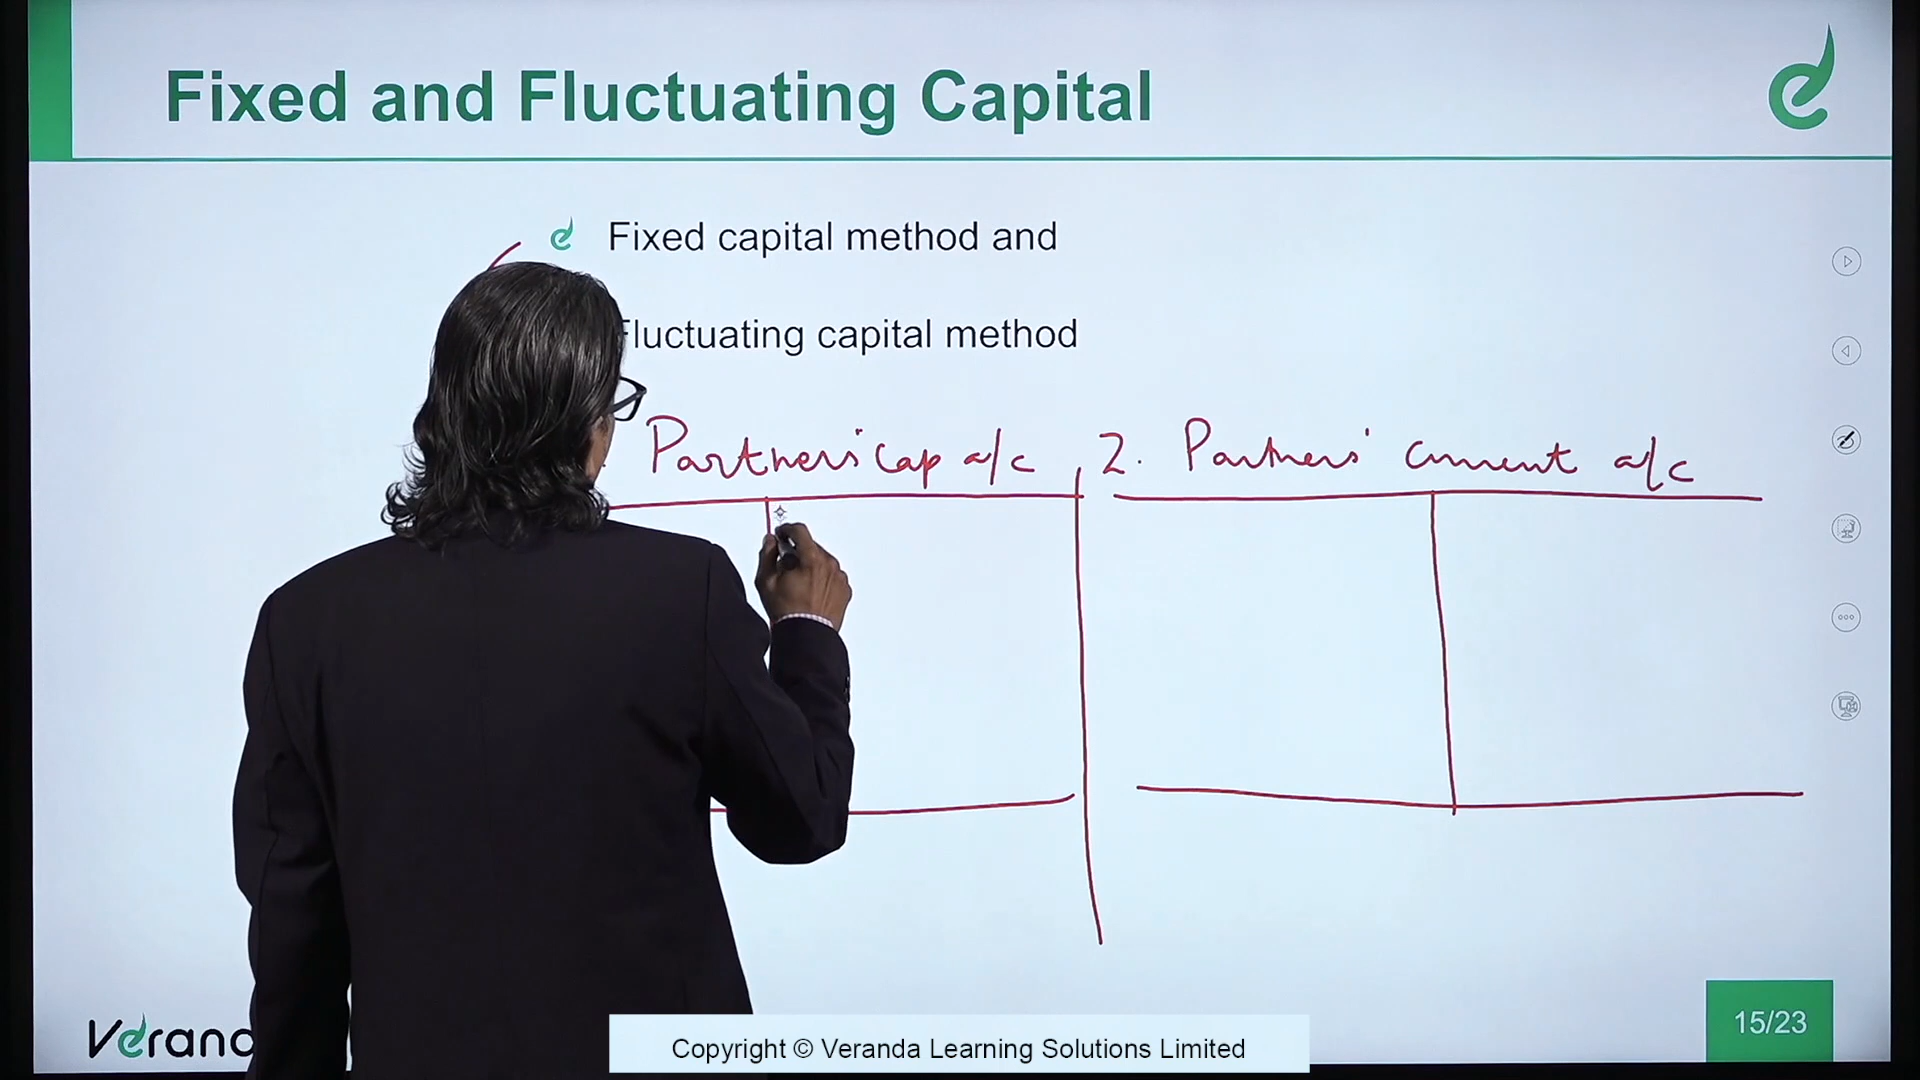 Fixed and Fluctuating Capital
Fixed capital method and
Fluctuating capital method
Partners' cap a/c
2. Partners' current a/c
Verand
15/23
Copyright © Veranda Learning Solutions Limited